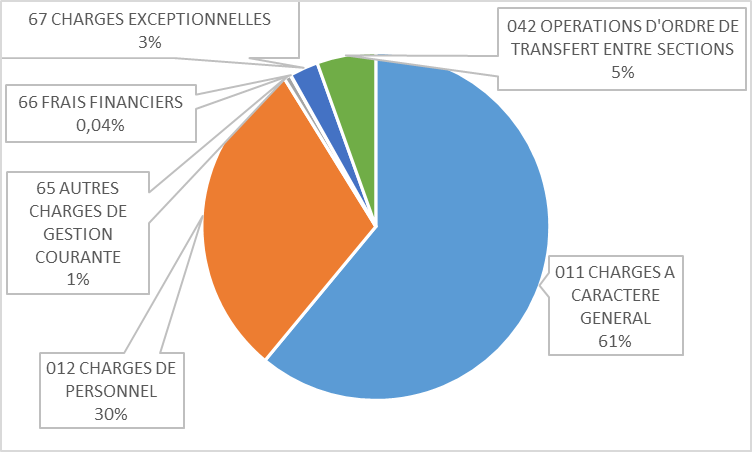 67 CHARGES EXCEPTIONNELLES
3%
042 OPERATIONS D'ORDRE DE
TRANSFERT ENTRE SECTIONS
5%
66 FRAIS FINANCIERS
0,04%
65 AUTRES
CHARGES DE
GESTION
COURANTE
1%
011 CHARGES A
CARACTERE
GENERAL
61%
012 CHARGES DE
PERSONNEL
30%